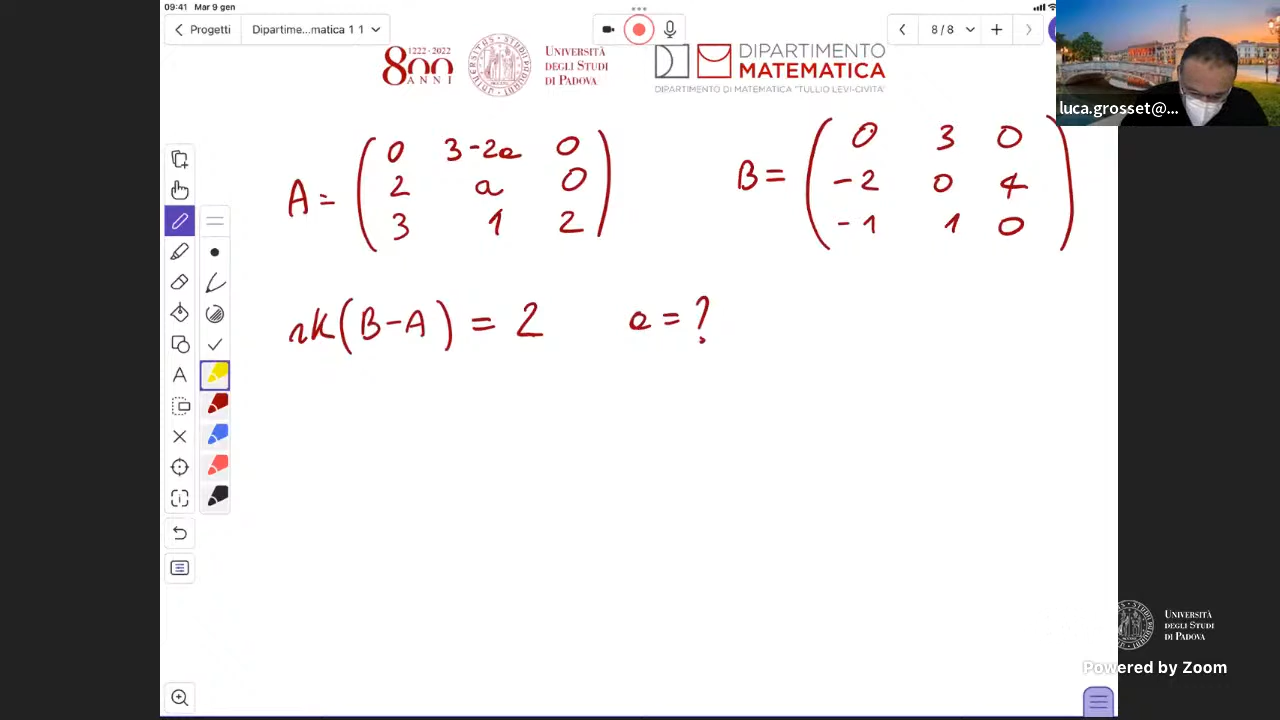 09:41 Mar 9 gen
Progetti
Dipartime...matica 1 1
8 / 8
1222·2022
800
ANNI
UNIVERSITÀ
DEGLI STUDI
DI PADOVA
DIPARTIMENTO
MATEMATICA
DIPARTIMENTO DI MATEMATICA "TULLIO LEVI-CIVITA"
luca.grosset@...
A = ( 0 3-2a 0
2 a 0
3 1 2 )
B = ( 0 3 0
-2 0 4
-1 1 0 )
rk(B-A) = 2 a = ?
A
UNIVERSITÀ
DEGLI STUDI
DI PADOVA
Powered by Zoom